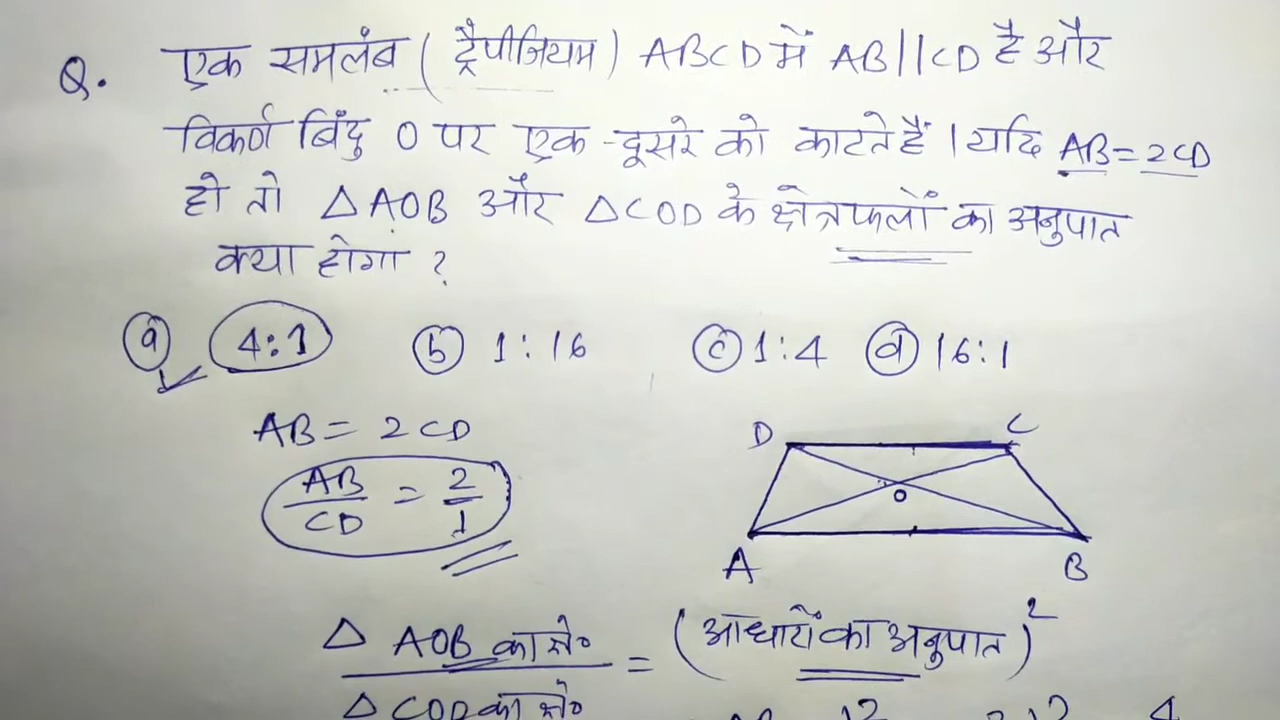 Q. एक समलंब (ट्रैपीजियम) ABCD में AB||CD है और
विकर्ण बिंदु O पर एक-दूसरे को काटते हैं। यदि AB=2CD
हो तो △AOB और △COD के क्षेत्रफलों का अनुपात
क्या होगा ?
(a) 4:1 (b) 1:16 (c) 1:4 (d) 16:1
AB = 2CD
AB/CD = 2/1
D C
O
A B
△ AOB का क्षे० / △ COD का क्षे० = (आधारों का अनुपात)²